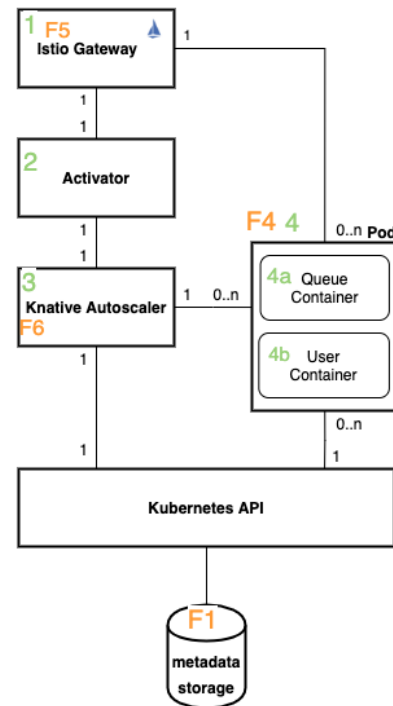 1 F5
Istio Gateway
1
1
1
2
Activator
1
1
3
Knative Autoscaler
F6
1
0..n
0..n
F4 4
Pod
4a Queue
Container
4b User
Container
1
1
0..n
1
Kubernetes API
F1
metadata
storage